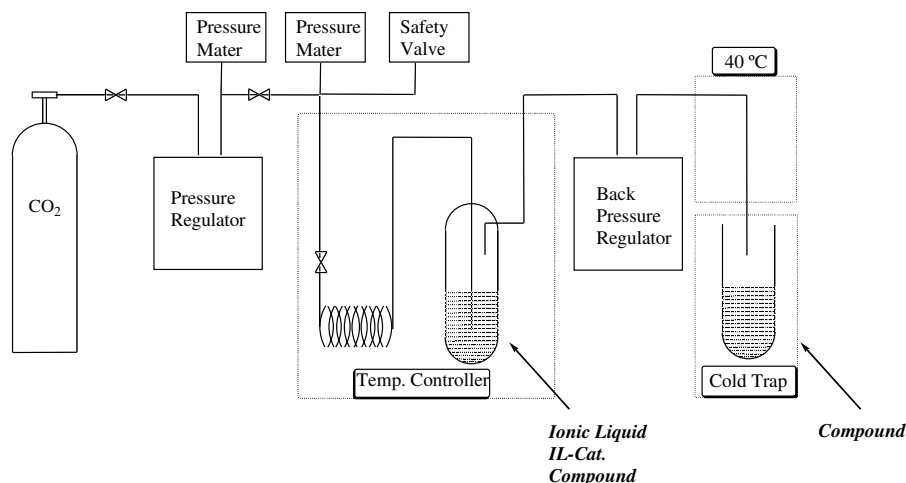 Pressure
Mater
Pressure
Mater
Safety
Valve
40 ºC
CO2
Pressure
Regulator
Back
Pressure
Regulator
Temp. Controller
Cold Trap
Ionic Liquid
IL-Cat.
Compound
Compound